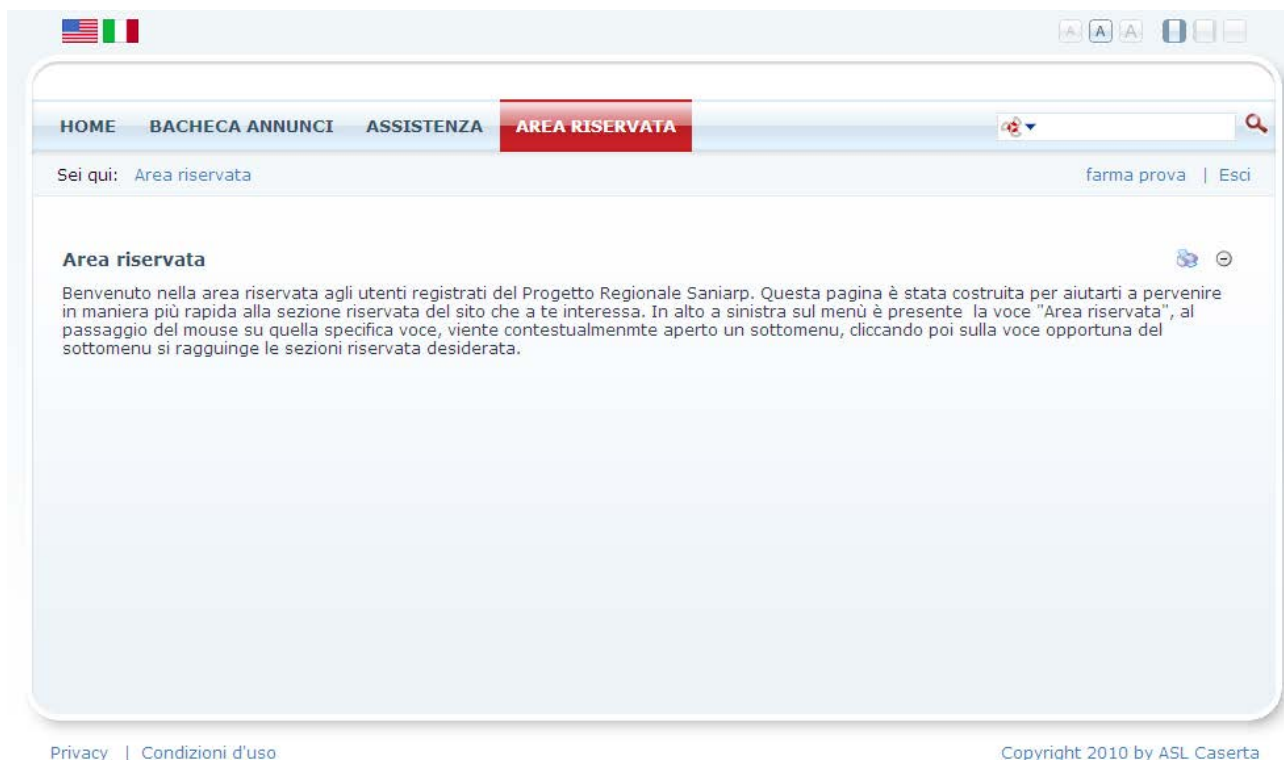 A A A
HOME BACHECA ANNUNCI ASSISTENZA AREA RISERVATA
Sei qui: Area riservata farma prova | Esci
Area riservata
Benvenuto nella area riservata agli utenti registrati del Progetto Regionale Saniarp. Questa pagina è stata costruita per aiutarti a pervenire
in maniera più rapida alla sezione riservata del sito che a te interessa. In alto a sinistra sul menù è presente la voce "Area riservata", al
passaggio del mouse su quella specifica voce, viente contestualmenmte aperto un sottomenu, cliccando poi sulla voce opportuna del
sottomenu si ragguinge le sezioni riservata desiderata.
Privacy | Condizioni d'uso Copyright 2010 by ASL Caserta